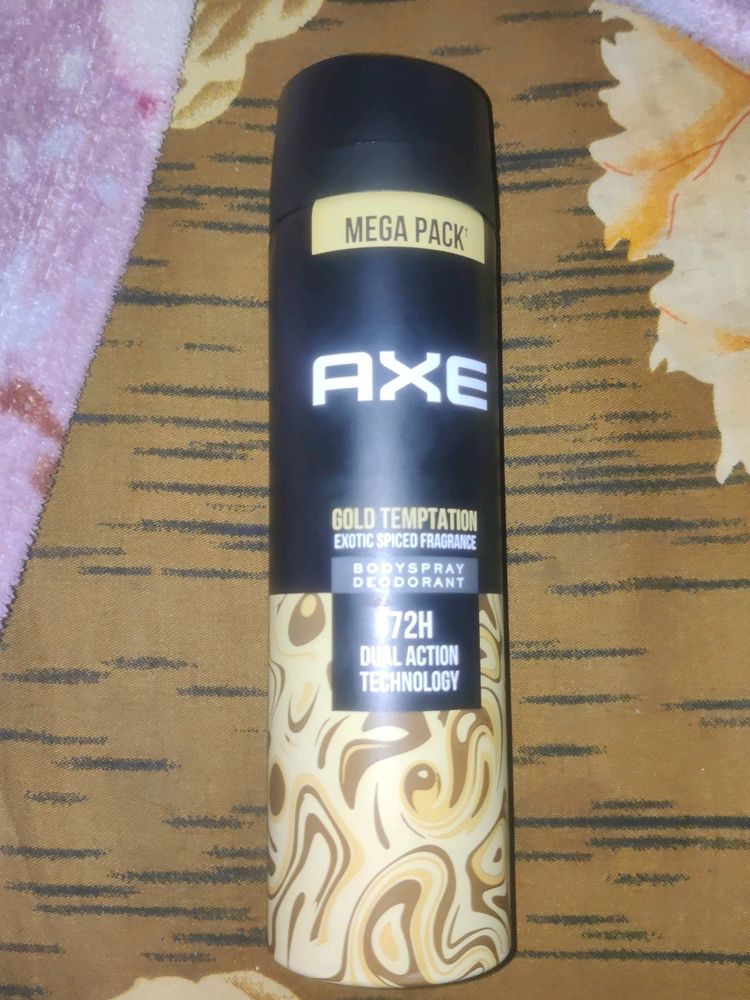 MEGA PACK†
AXE
GOLD TEMPTATION
EXOTIC SPICED FRAGRANCE
BODYSPRAY
DEODORANT
72H
DUAL ACTION
TECHNOLOGY